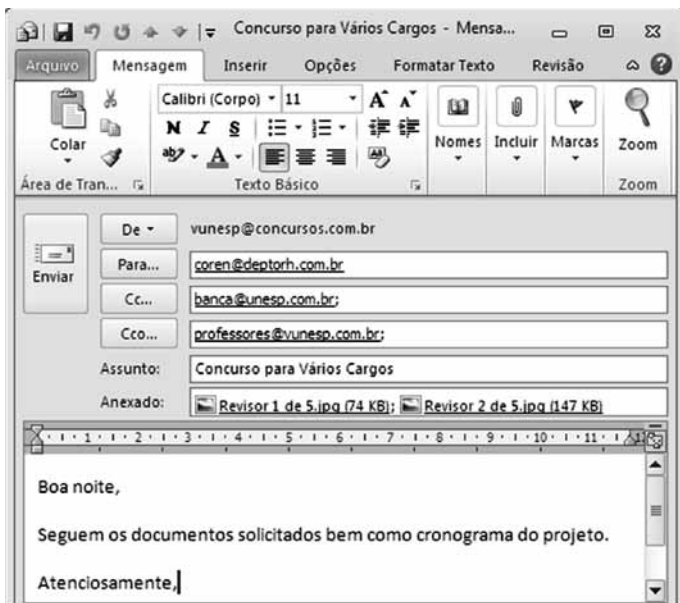 Concurso para Vários Cargos - Mensa...
Arquivo Mensagem Inserir Opções Formatar Texto Revisão
Colar
Calibri (Corpo) 11 A A
N I S
ab A
Nomes Incluir Marcas Zoom
Área de Tran... Texto Básico Zoom
De vunesp@concursos.com.br
Enviar
Para... coren@deptorh.com.br
Cc... banca@unesp.com.br;
Cco... professores@vunesp.com.br;
Assunto: Concurso para Vários Cargos
Anexado: Revisor 1 de 5.jpg (74 KB); Revisor 2 de 5.jpg (147 KB)
1 2 3 4 5 6 7 8 9 10 11
Boa noite,
Seguem os documentos solicitados bem como cronograma do projeto.
Atenciosamente,